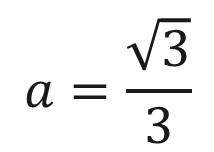 a = √3/3